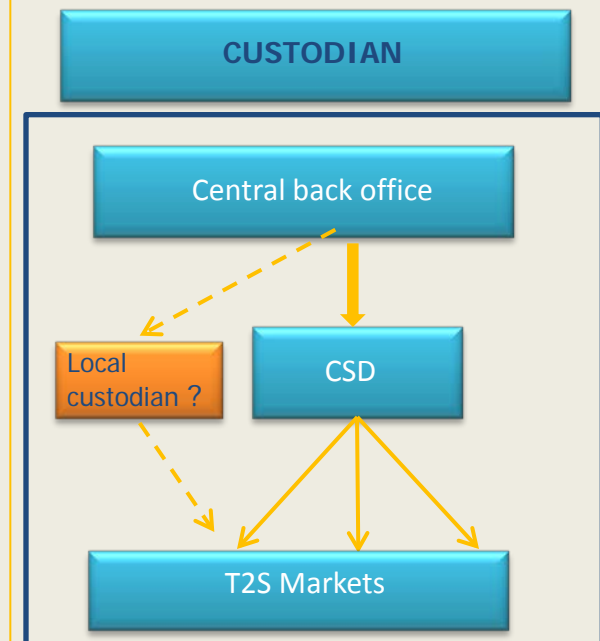 CUSTODIAN
Central back office
Local
custodian ?
CSD
T2S Markets